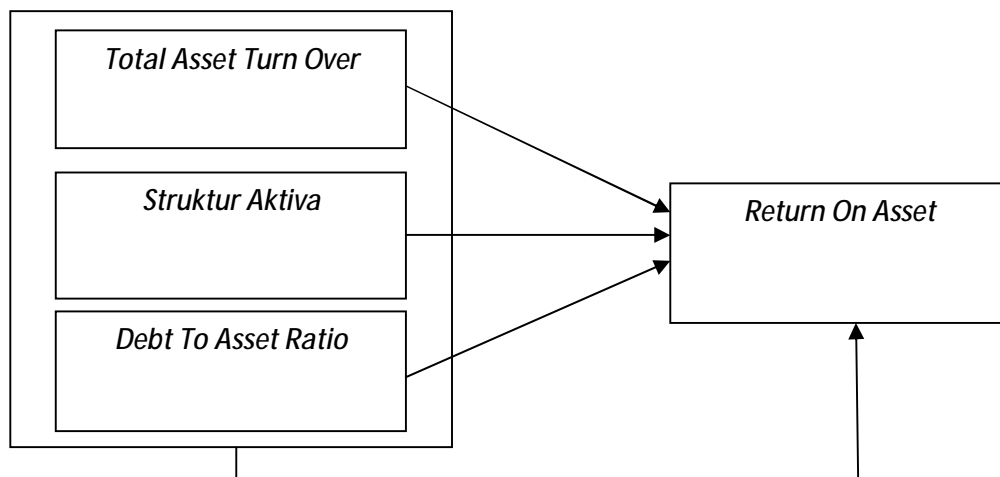 Total Asset Turn Over
Struktur Aktiva
Return On Asset
Debt To Asset Ratio